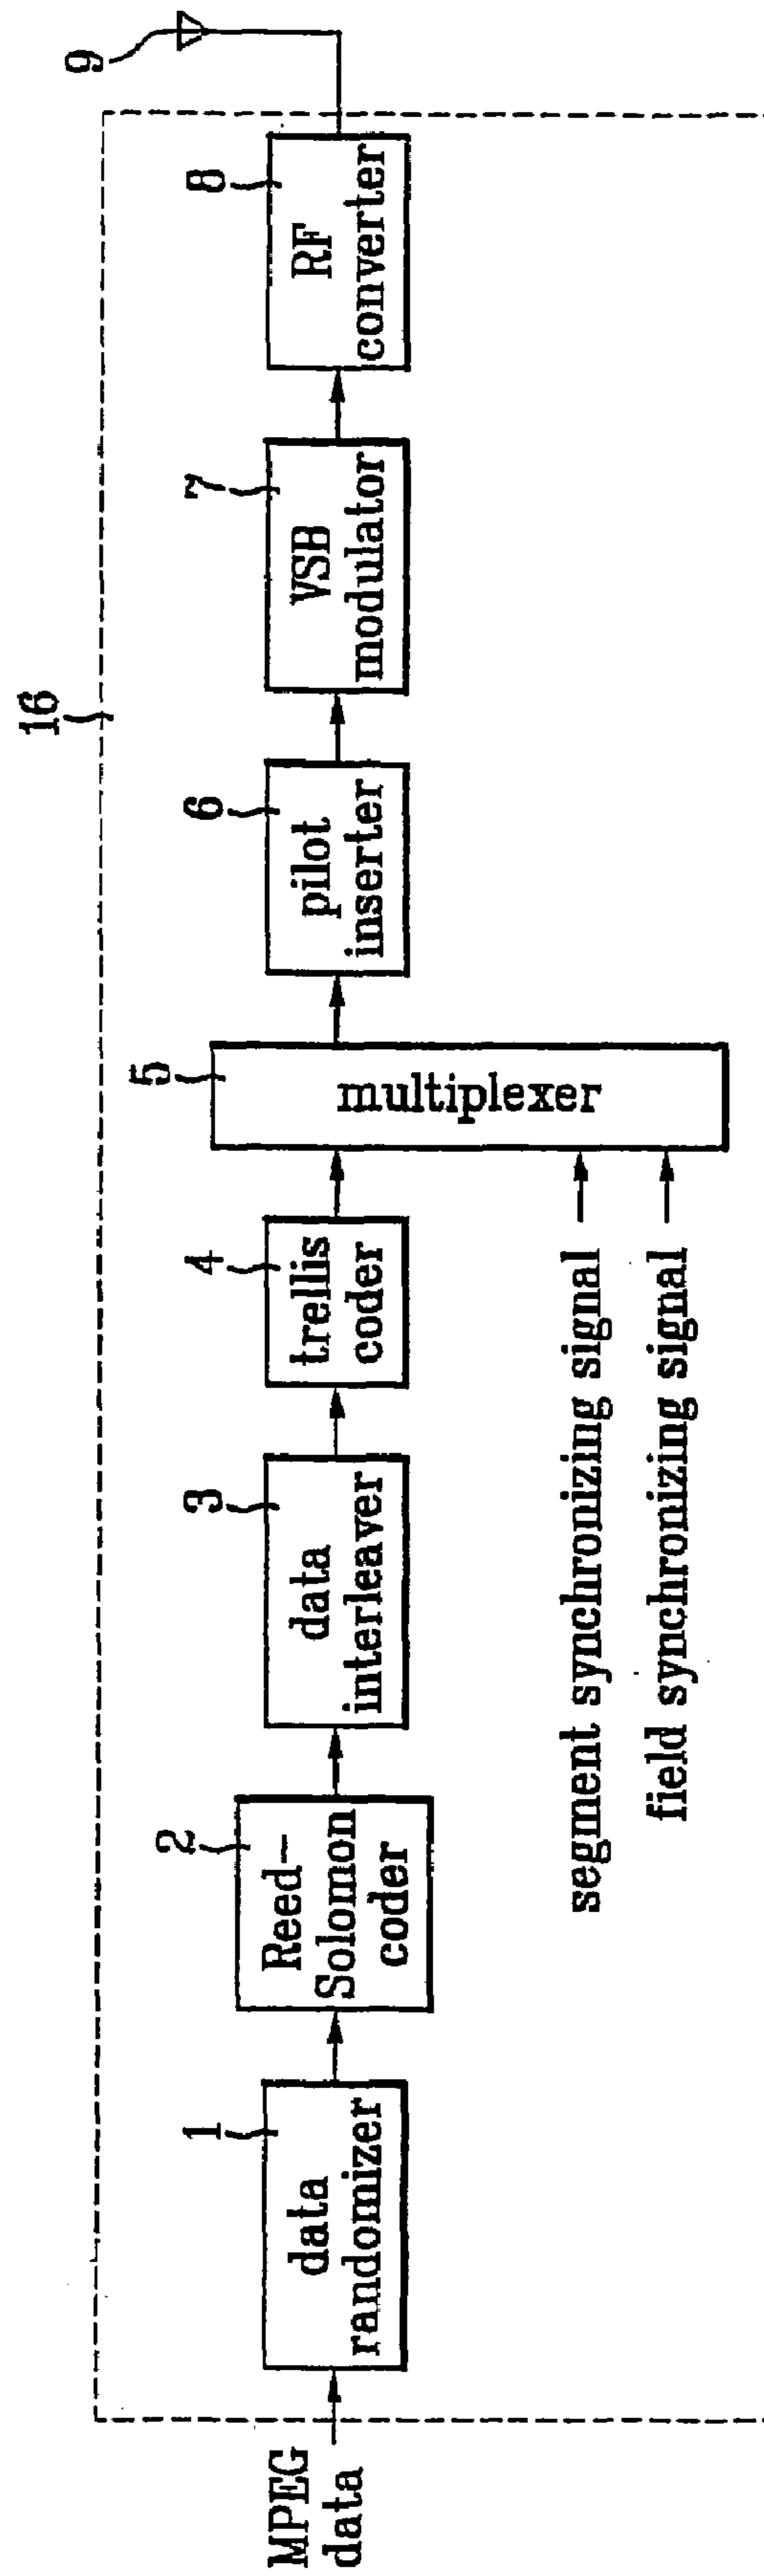 16
9
MPEG
data
1
data
randomizer
2
Reed-
Solomon
coder
3
data
interleaver
4
trellis
coder
5
multiplexer
6
pilot
inserter
7
VSB
modulator
8
RF
converter
segment synchronizing signal
field synchronizing signal